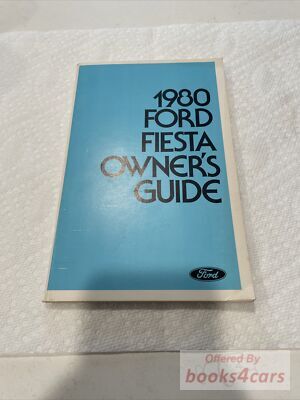 1980
FORD
FIESTA
OWNER'S
GUIDE
Ford
Offered By
books4cars